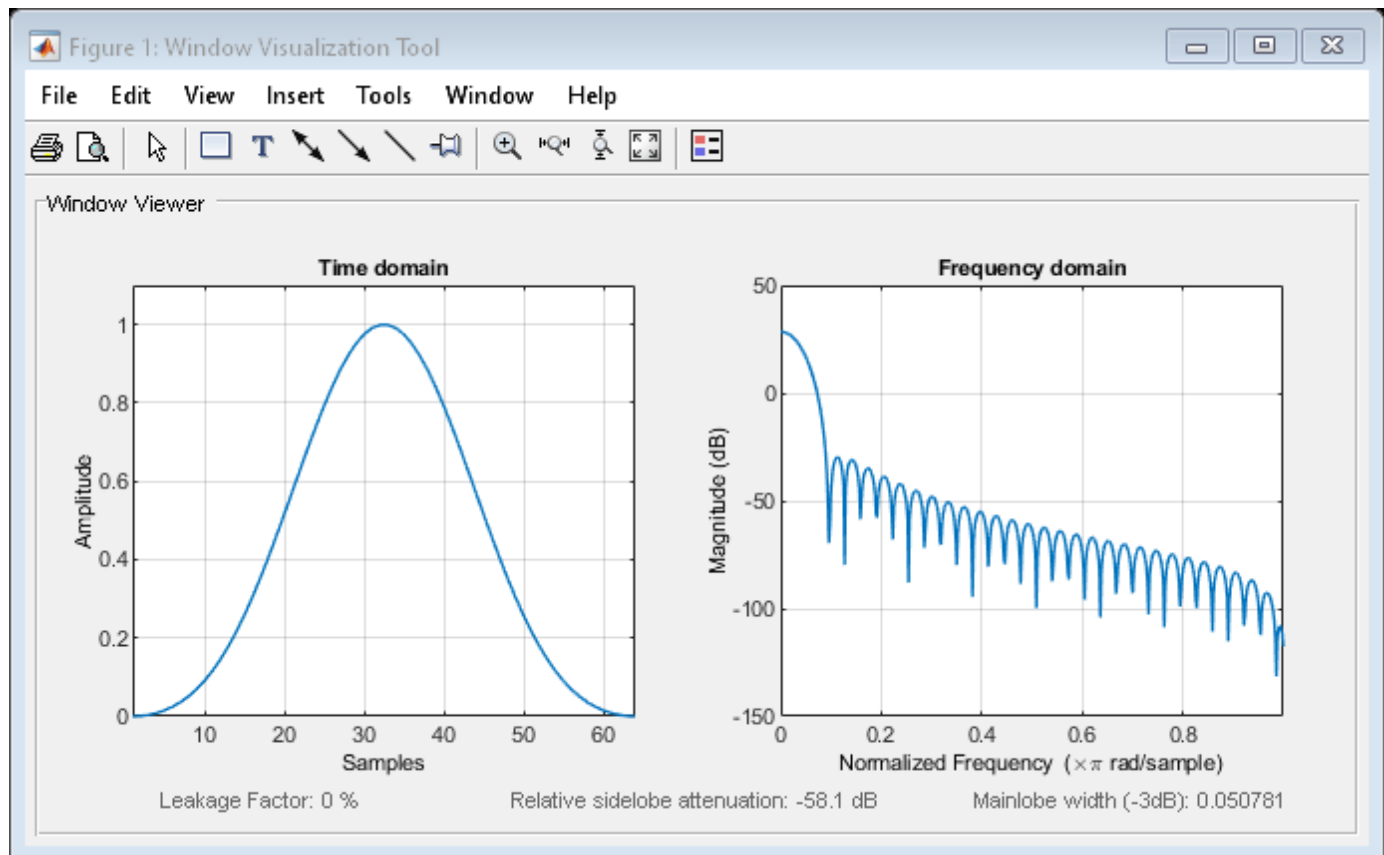 Figure 1: Window Visualization Tool
File Edit View Insert Tools Window Help
T
Window Viewer
Time domain
1
0.8
0.6
0.4
0.2
0
Amplitude
10 20 30 40 50 60
Samples
Frequency domain
50
0
-50
-100
-150
Magnitude (dB)
0 0.2 0.4 0.6 0.8
Normalized Frequency (×π rad/sample)
Leakage Factor: 0 % Relative sidelobe attenuation: -58.1 dB Mainlobe width (-3dB): 0.050781